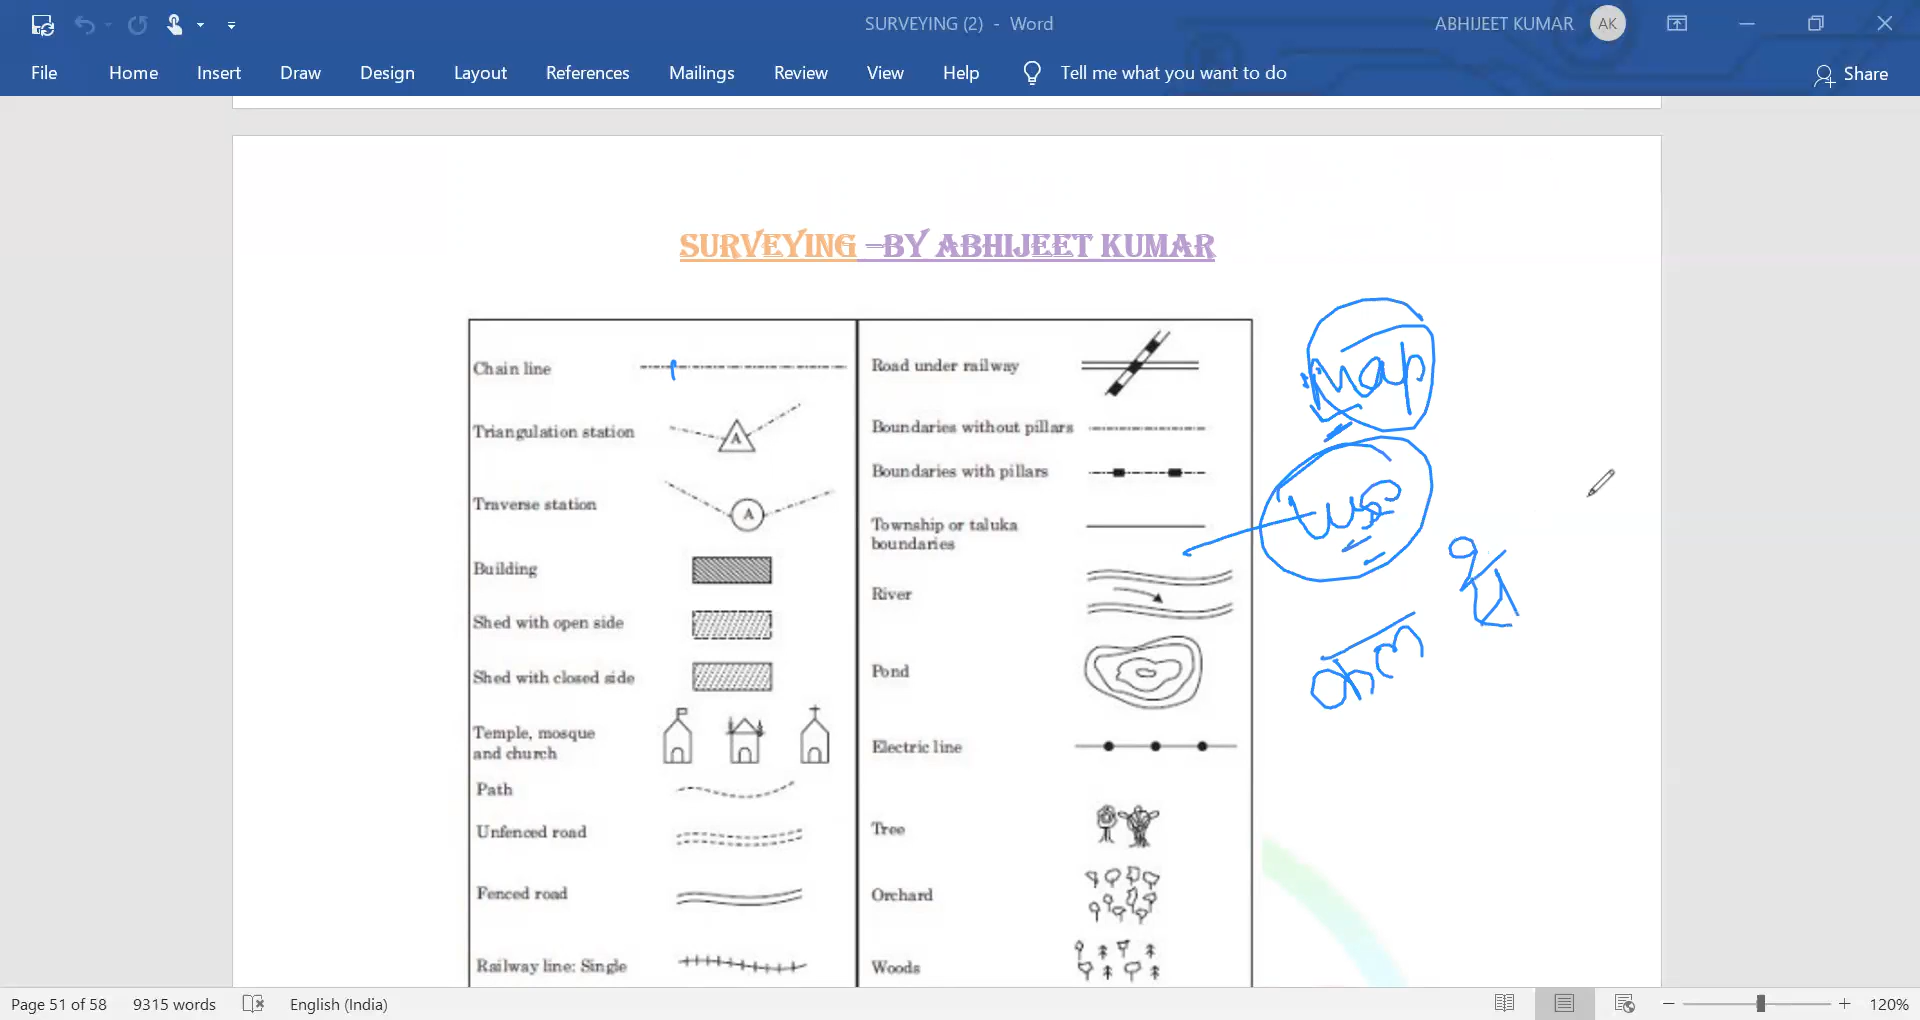 SURVEYING (2) - Word
ABHIJEET KUMAR
AK
File Home Insert Draw Design Layout References Mailings Review View Help Tell me what you want to do
Share
SURVEYING –BY ABHIJEET KUMAR
Chain line
Triangulation station
A
Traverse station
A
Building
Shed with open side
Shed with closed side
Temple, mosque
and church
Path
Unfenced road
Fenced road
Railway line: Single
Road under railway
Boundaries without pillars
Boundaries with pillars
Township or taluka
boundaries
River
Pond
Electric line
Tree
Orchard
Woods
map
ohm
Page 51 of 58 9315 words English (India)
120%